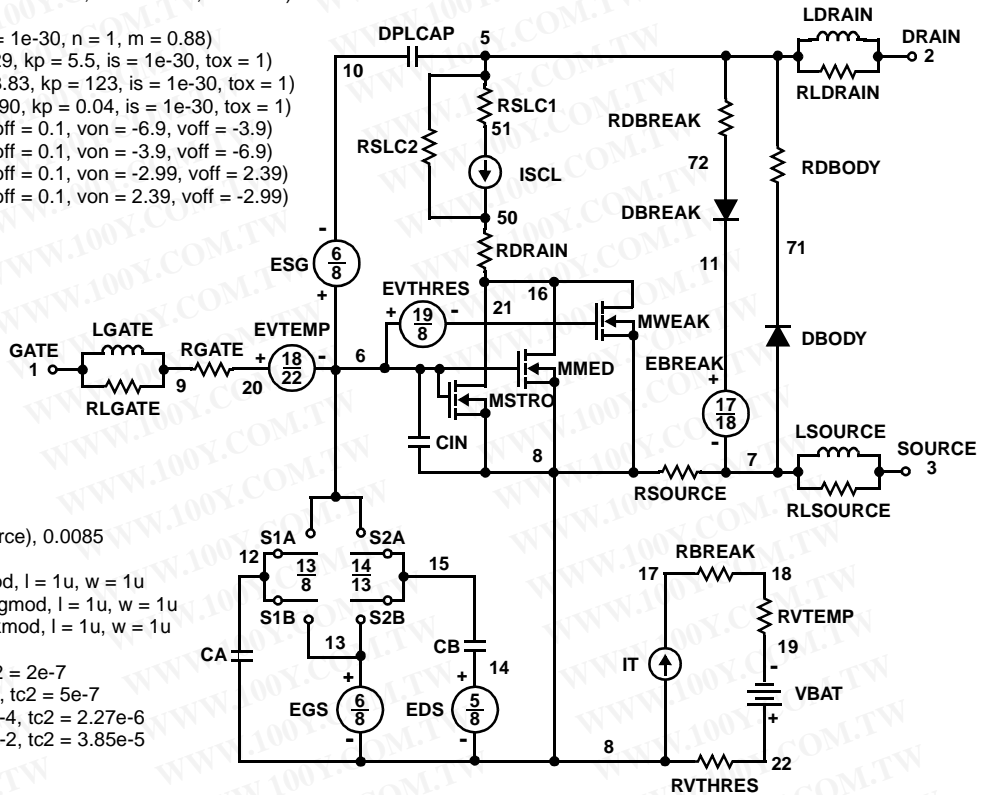 = 1e-30, n = 1, m = 0.88)
29, kp = 5.5, is = 1e-30, tox = 1)
3.83, kp = 123, is = 1e-30, tox = 1)
90, kp = 0.04, is = 1e-30, tox = 1)
off = 0.1, von = -6.9, voff = -3.9)
off = 0.1, von = -3.9, voff = -6.9)
off = 0.1, von = -2.99, voff = 2.39)
off = 0.1, von = 2.39, voff = -2.99)
rce), 0.0085
od, l = 1u, w = 1u
gmod, l = 1u, w = 1u
kmod, l = 1u, w = 1u
2 = 2e-7
, tc2 = 5e-7
-4, tc2 = 2.27e-6
-2, tc2 = 3.85e-5
LDRAIN
DPLCAP
5
DRAIN
2
10
RLDRAIN
RSLC1
51
RDBREAK
RSLC2
72
RDBODY
ISCL
DBREAK
50
-
RDRAIN
71
ESG
6
8
+
11
EVTHRES
16
+
19
8
-
21
MWEAK
LGATE
EVTEMP
DBODY
GATE
1
RGATE
+
18
22
-
6
MMED
EBREAK
+
9
20
MSTRO
17
18
-
RLGATE
LSOURCE
CIN
8
7
SOURCE
3
RSOURCE
RLSOURCE
S1A
S2A
12
13
8
14
13
15
RBREAK
17
18
S1B
S2B
RVTEMP
13
CB
19
CA
14
IT
-
+
+
VBAT
EGS
6
8
EDS
5
8
+
-
-
8
22
RVTHRES
WWW.100Y.COM.TW